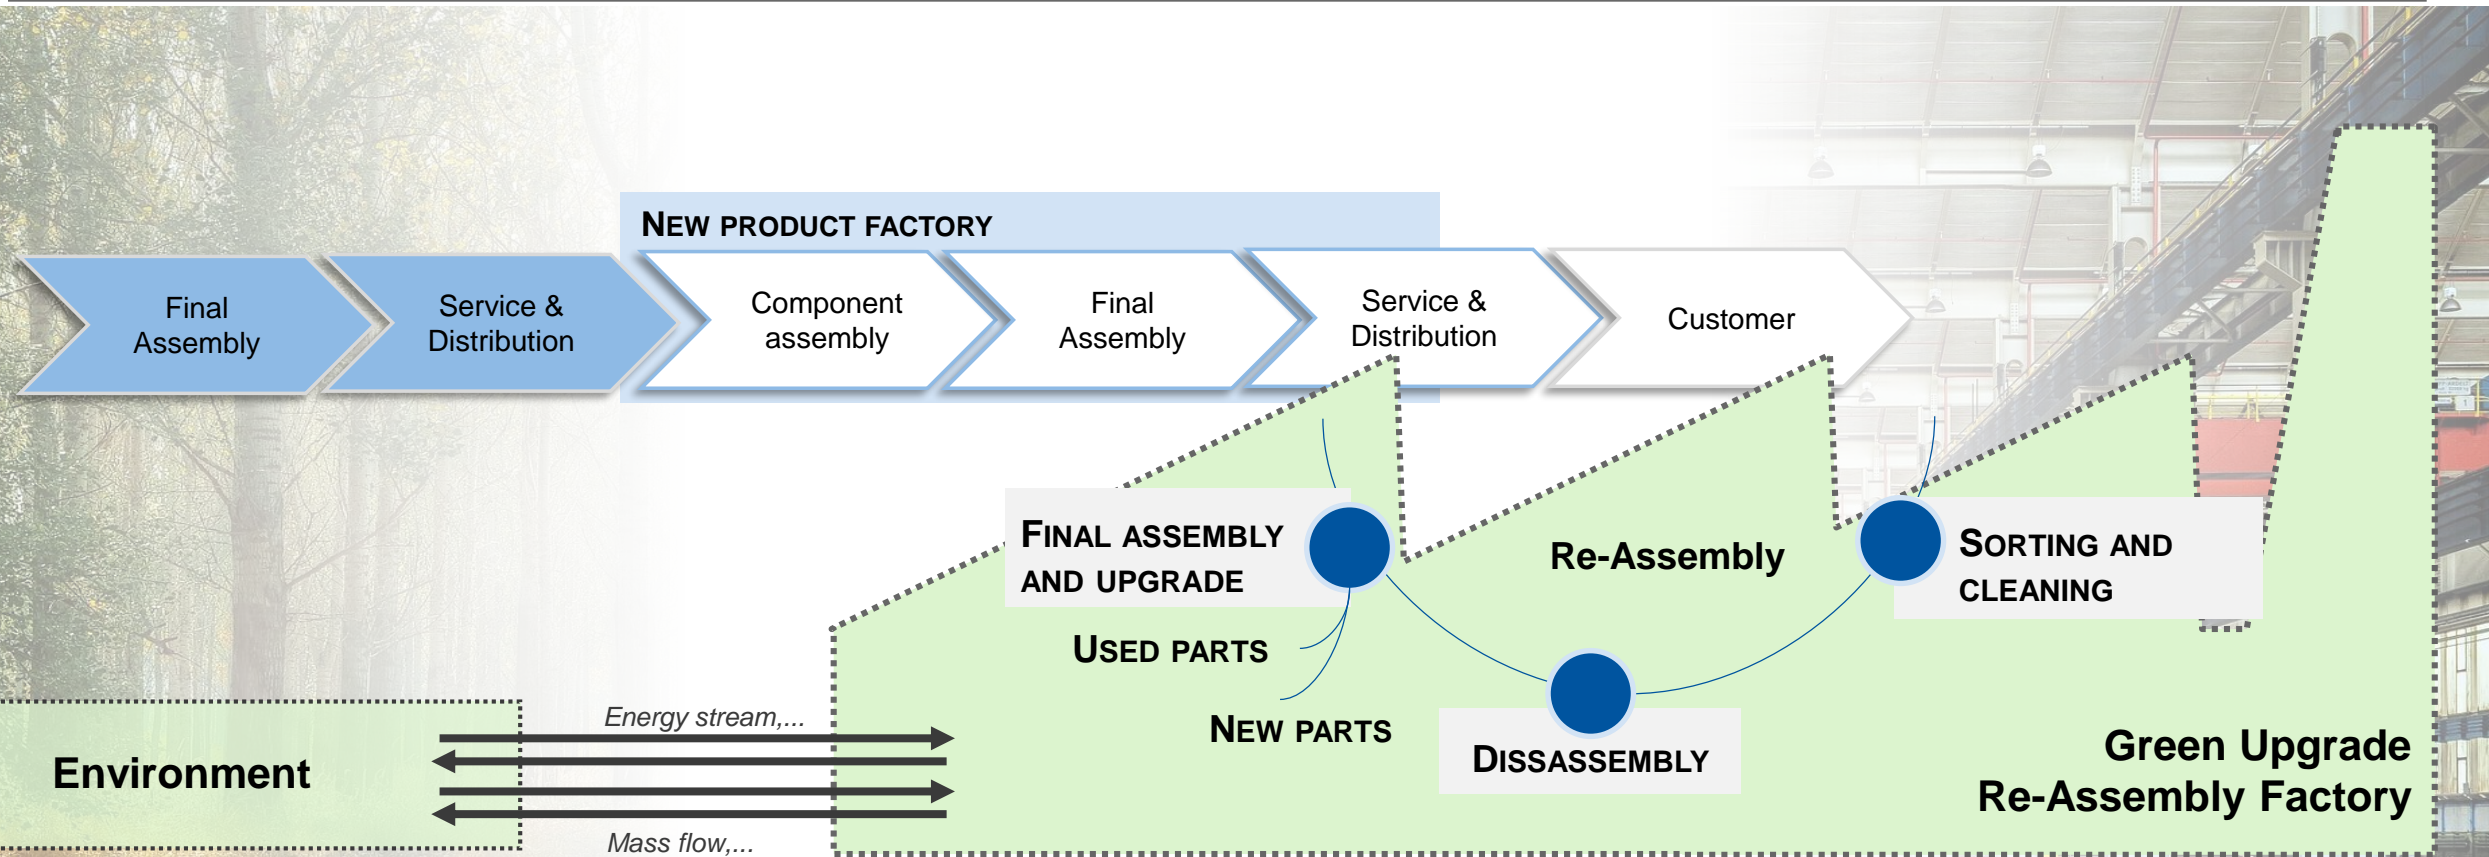 NEW PRODUCT FACTORY
Final
Assembly
Service &
Distribution
Component
assembly
Final
Assembly
Service &
Distribution
Customer
FINAL ASSEMBLY
AND UPGRADE
Re-Assembly
SORTING AND
CLEANING
USED PARTS
NEW PARTS
DISSASSEMBLY
Energy stream,...
Environment
Mass flow,...
Green Upgrade
Re-Assembly Factory